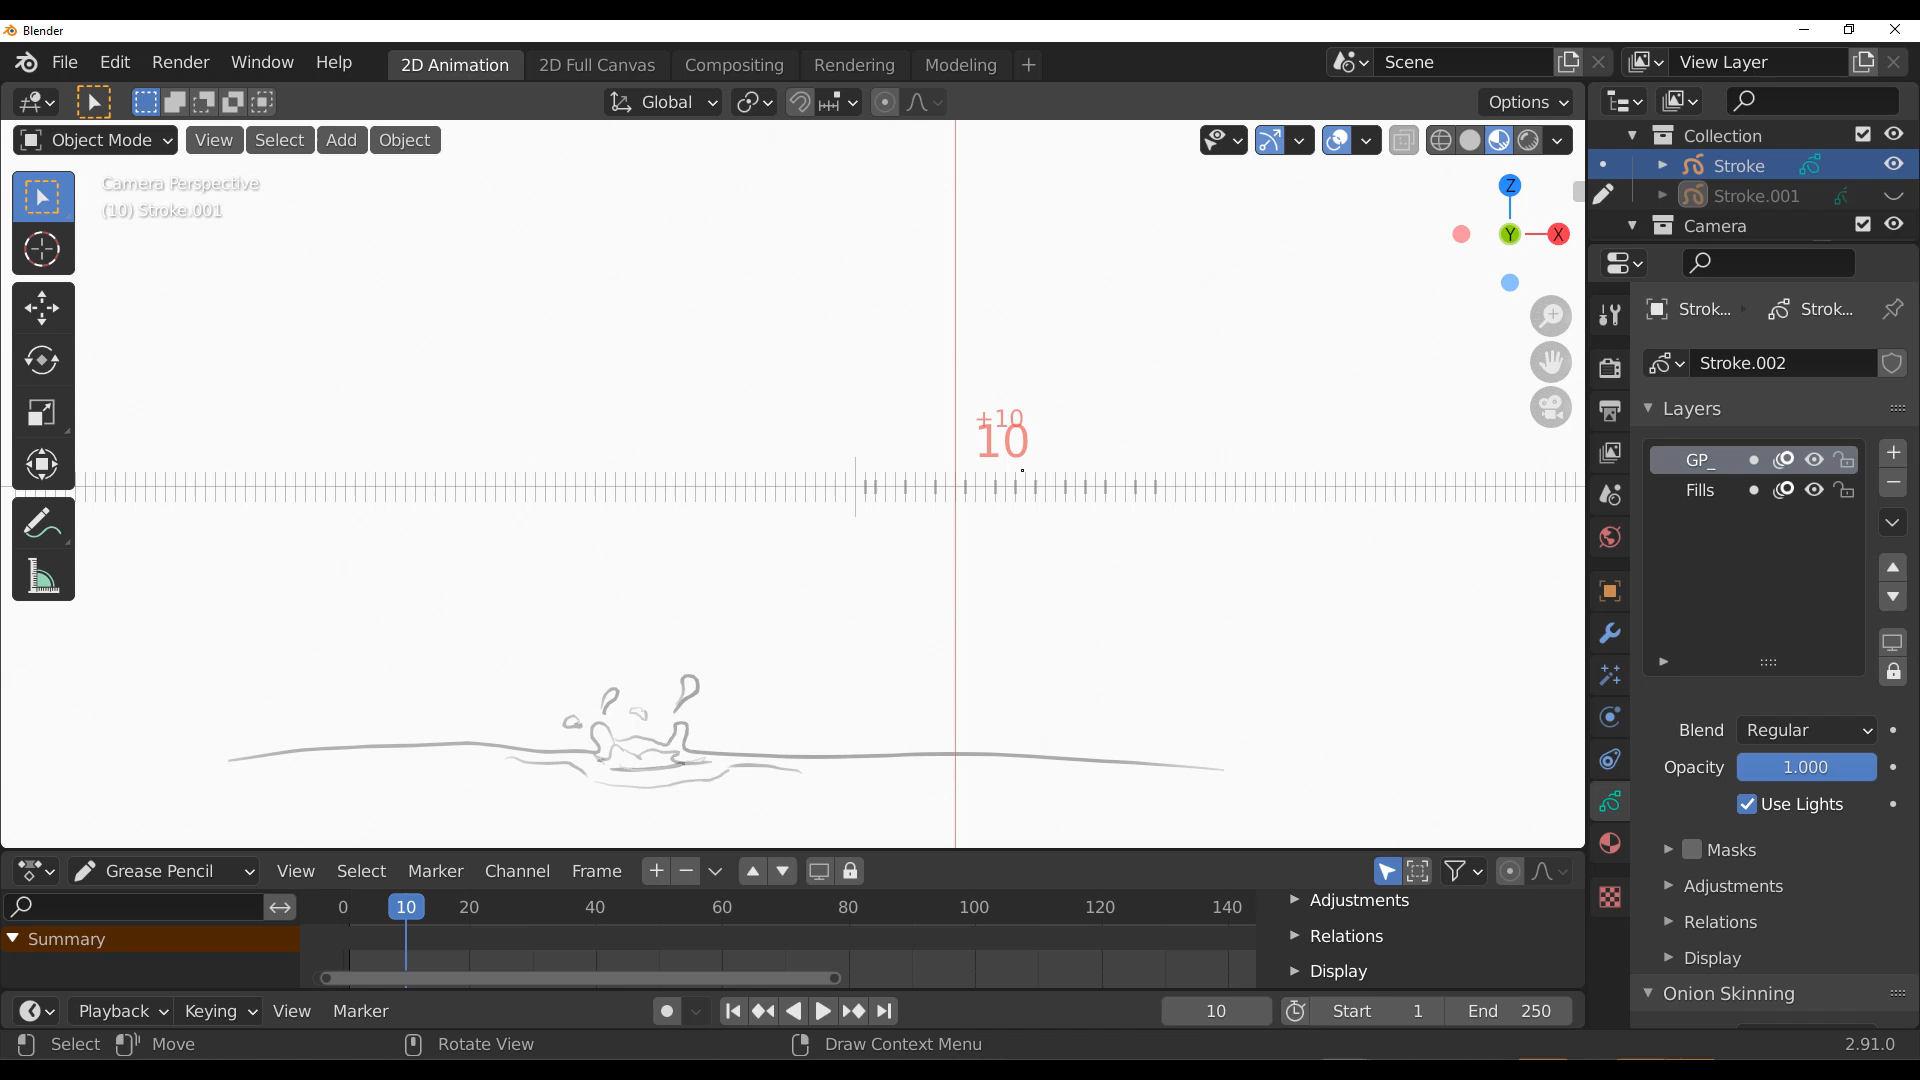 Blender
File Edit Render Window Help 2D Animation 2D Full Canvas Compositing Rendering Modeling + Scene View Layer
Global Options
Object Mode View Select Add Object
Camera Perspective
(10) Stroke.001
Z
Y
X
+10
10
Collection
Stroke
Stroke.001
Camera
Strok... Strok...
Stroke.002
Layers
GP_
Fills
Blend Regular
Opacity 1.000
Use Lights
Masks
Adjustments
Relations
Display
Onion Skinning
Grease Pencil View Select Marker Channel Frame
0 10 20 40 60 80 100 120 140
Summary
Adjustments
Relations
Display
Playback Keying View Marker 10 Start 1 End 250
Select Move Rotate View Draw Context Menu 2.91.0